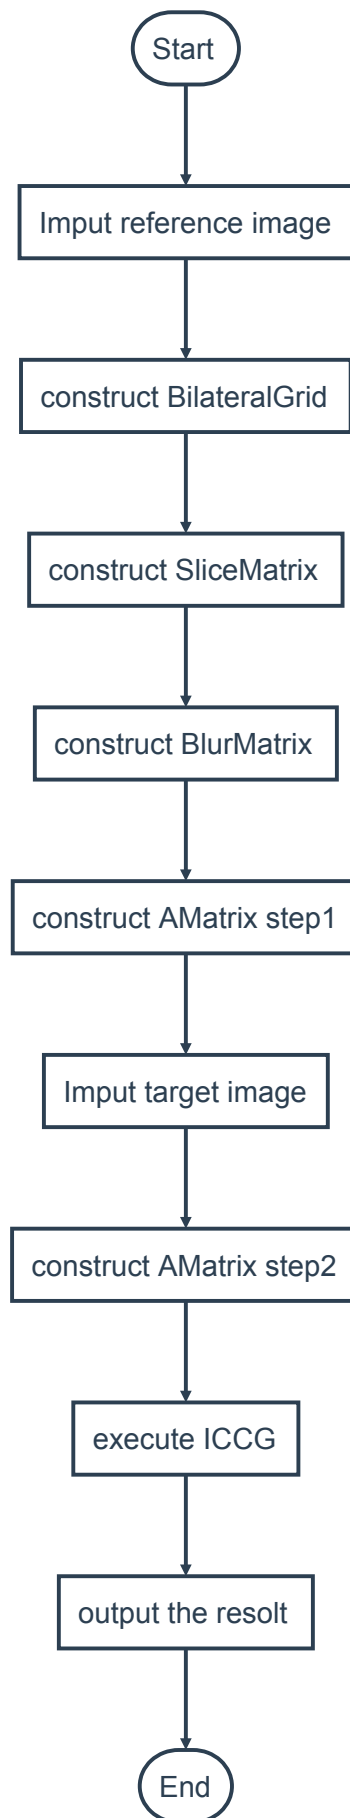 Start
Imput reference image
construct BilateralGrid
construct SliceMatrix
construct BlurMatrix
construct AMatrix step1
Imput target image
construct AMatrix step2
execute ICCG
output the resolt
End